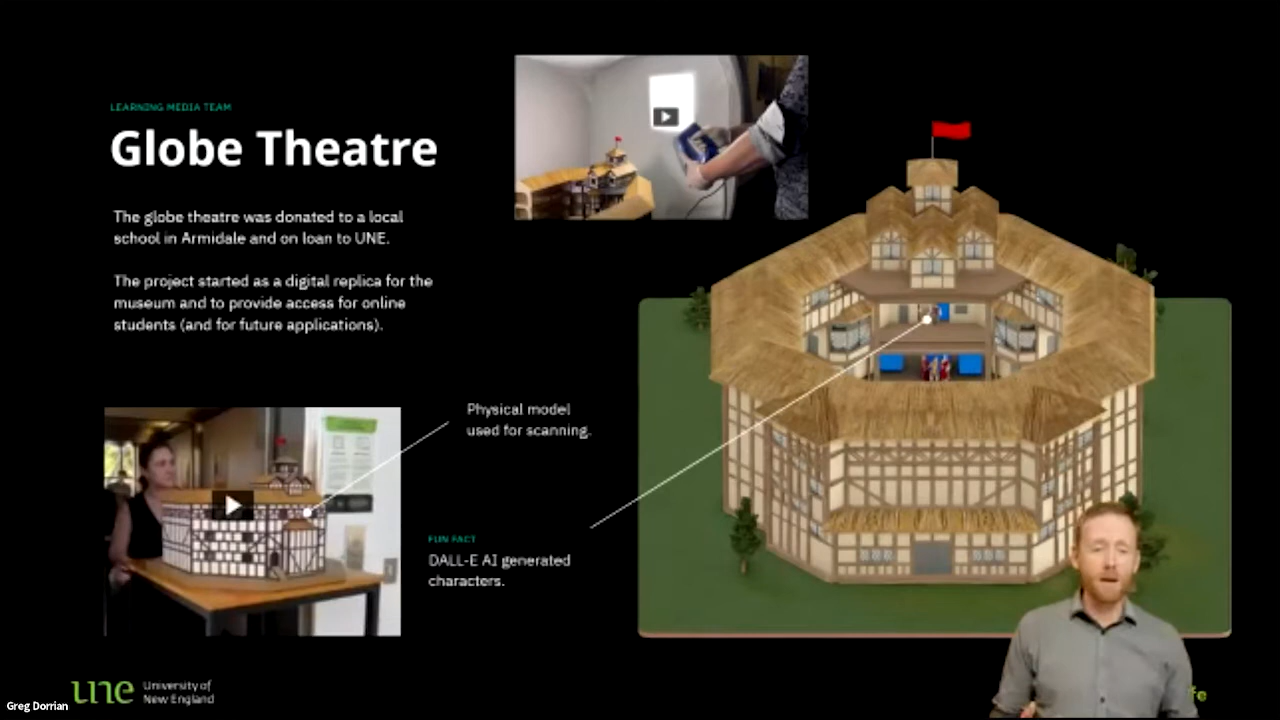 LEARNING MEDIA TEAM
Globe Theatre
The globe theatre was donated to a local
school in Armidale and on loan to UNE.
The project started as a digital replica for the
museum and to provide access for online
students (and for future applications).
Physical model
used for scanning.
FUN FACT
DALL-E AI generated
characters.
une University of
New England
Greg Dorrian